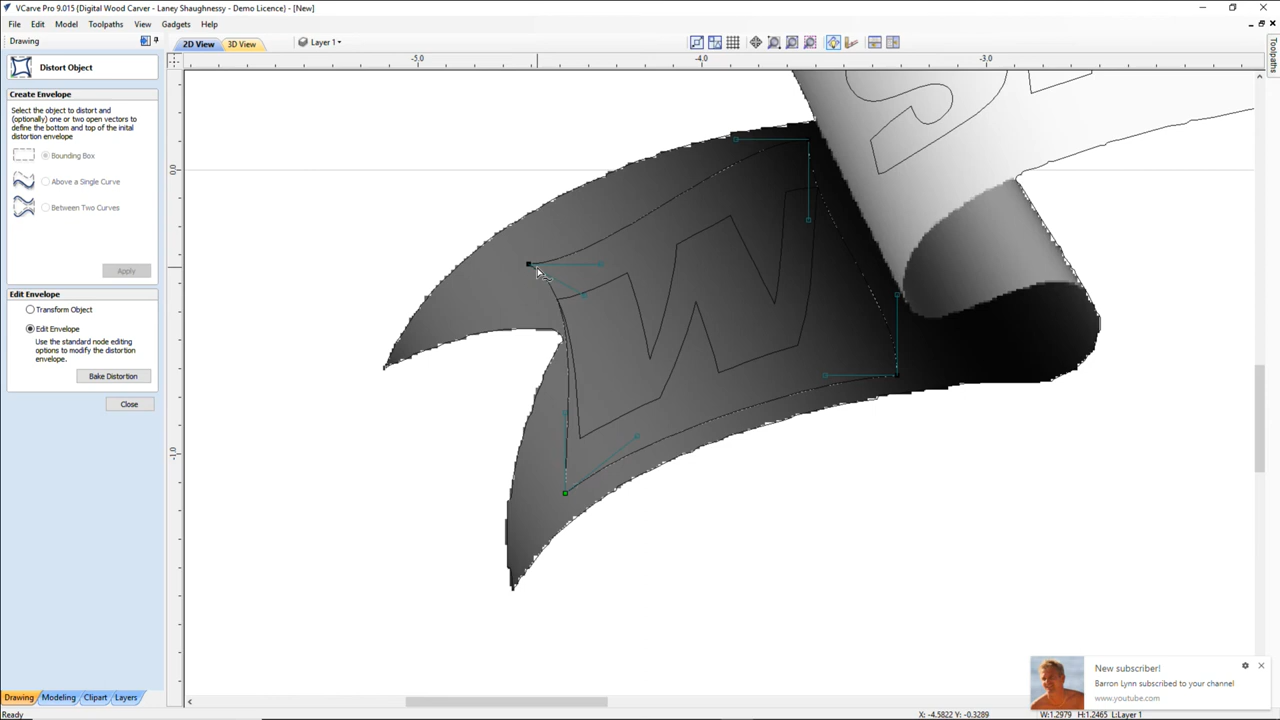 VCarve Pro 9.015 {Digital Wood Carver - Laney Shaughnessy - Demo Licence} - [New]
File Edit Model Toolpaths View Gadgets Help
Drawing
2D View 3D View Layer 1
Distort Object
Create Envelope
Select the object to distort and
(optionally) one or two open vectors to
define the bottom and top of the inital
distortion envelope
Bounding Box
Above a Single Curve
Between Two Curves
Apply
Edit Envelope
Transform Object
Edit Envelope
Use the standard node editing
options to modify the distortion
envelope.
Bake Distortion
Close
-5.0 -4.0 -3.0
0.0
-1.0
W
S
Toolpaths
New subscriber!
Barron Lynn subscribed to your channel
www.youtube.com
Drawing Modeling Clipart Layers
Ready X: -4.5822 Y: -0.3289 W:1.2979 H:1.2465 L:Layer 1